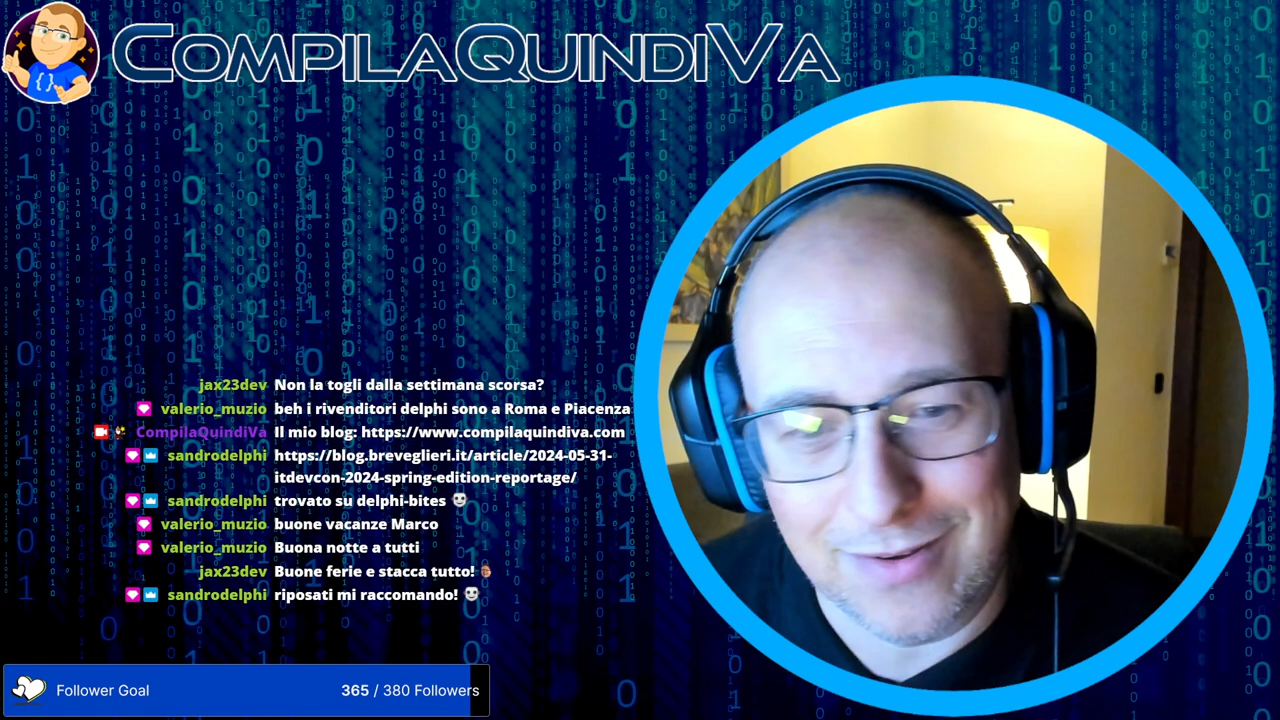 CompilaQuindiVa
{}
jax23dev Non la togli dalla settimana scorsa?
valerio_muzio beh i rivenditori delphi sono a Roma e Piacenza
CompilaQuindiVa Il mio blog: https://www.compilaquindiva.com
sandrodelphi https://blog.breveglieri.it/article/2024-05-31-
itdevcon-2024-spring-edition-reportage/
sandrodelphi trovato su delphi-bites
valerio_muzio buone vacanze Marco
valerio_muzio Buona notte a tutti
jax23dev Buone ferie e stacca tutto!
sandrodelphi riposati mi raccomando!
Follower Goal 365 / 380 Followers